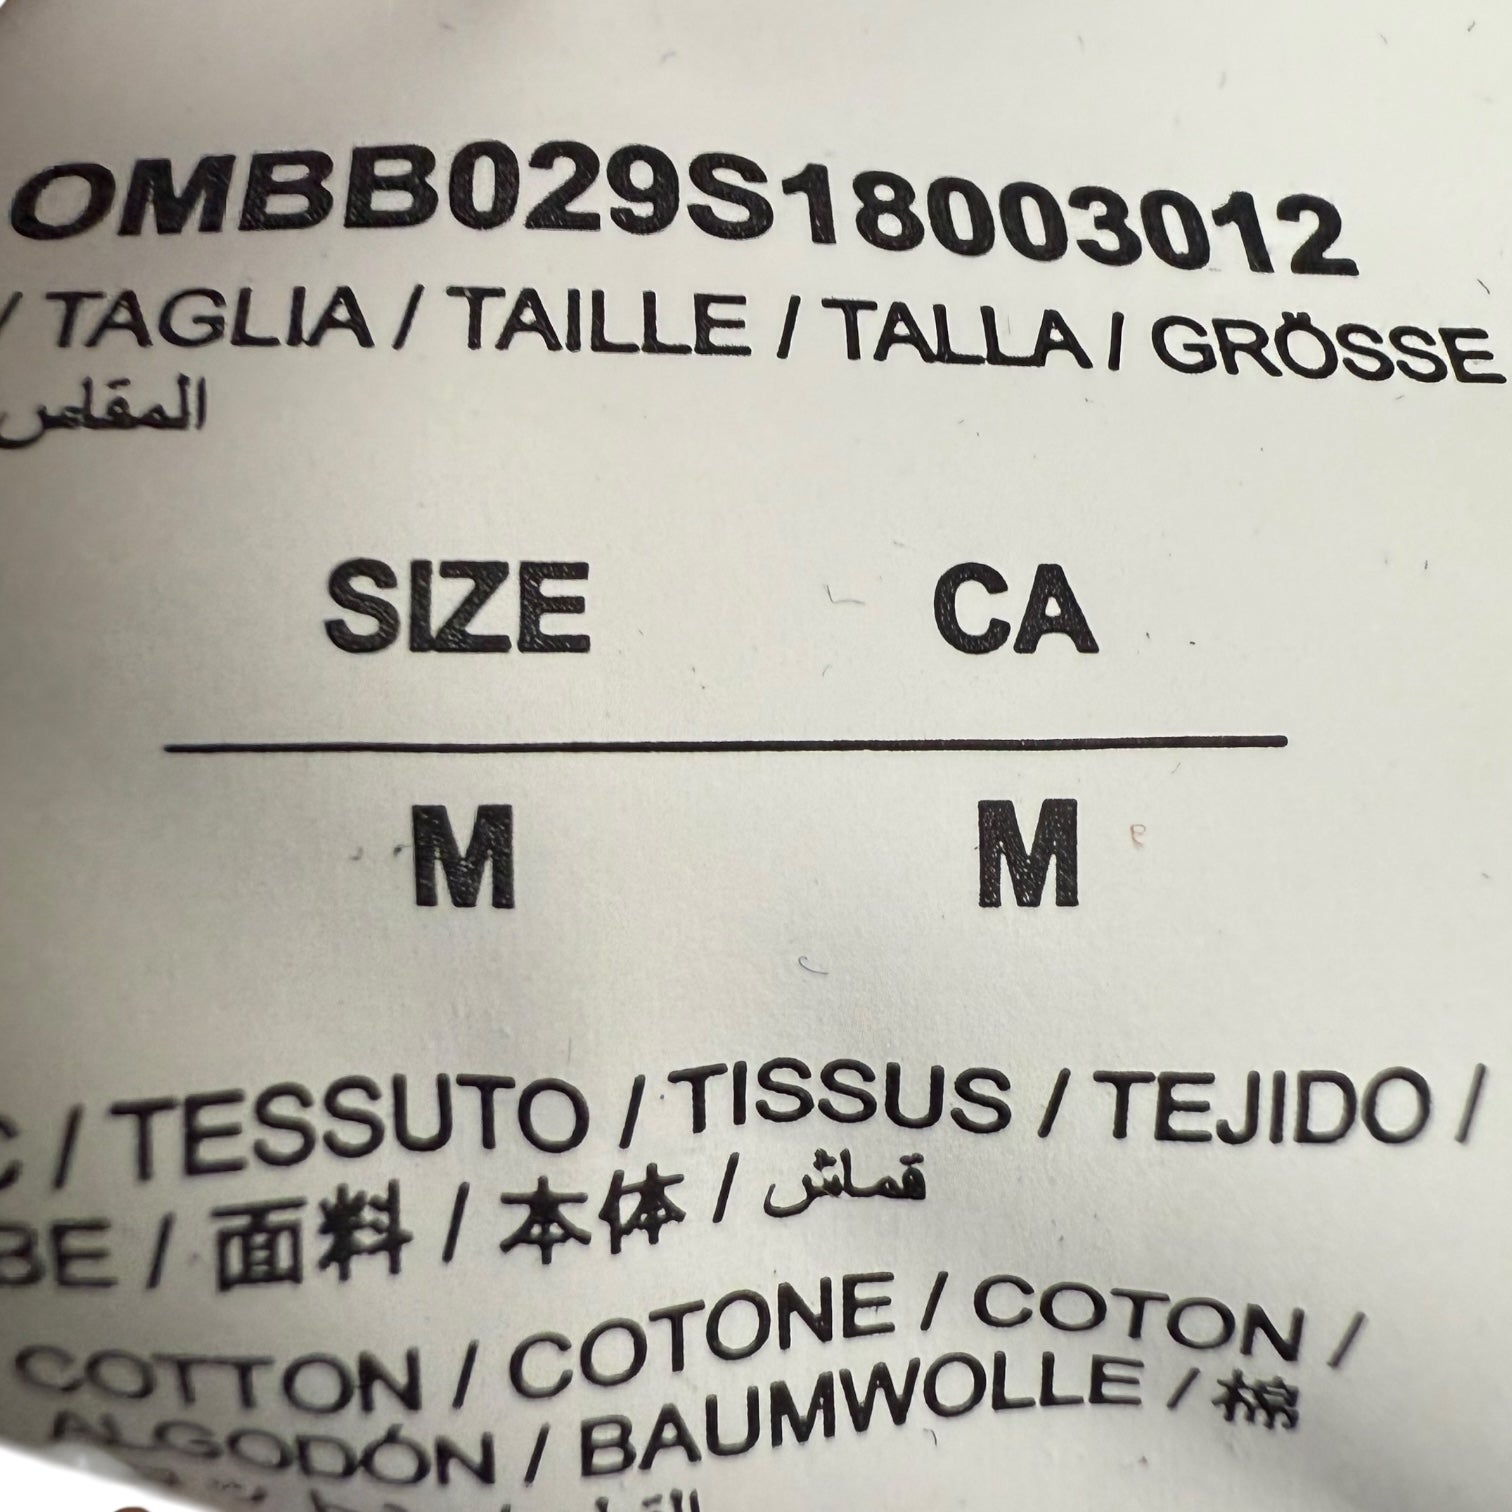 OMBB029S18003012
/ TAGLIA / TAILLE / TALLA / GRÖSSE
المقاس
SIZE CA
M M
/ TESSUTO / TISSUS / TEJIDO /
BE / 面料 / 本体 / قماش
COTTON / COTONE / COTON /
ALGODÓN / BAUMWOLLE / 棉